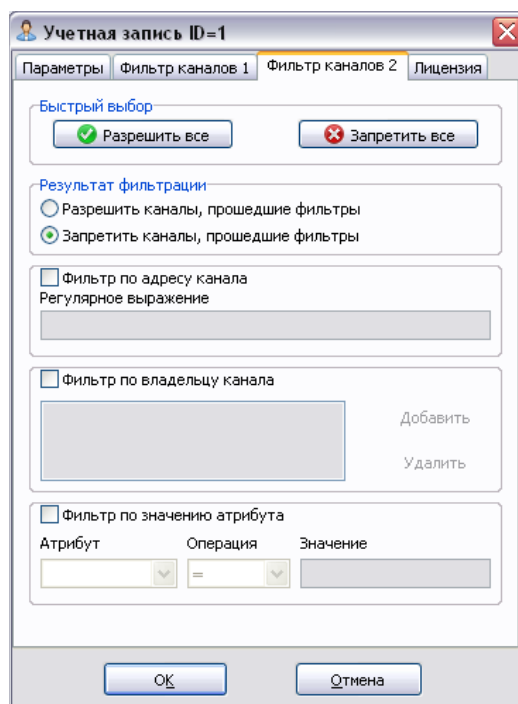 Учетная запись ID=1
Параметры Фильтр каналов 1 Фильтр каналов 2 Лицензия
Быстрый выбор
Разрешить все Запретить все
Результат фильтрации
Разрешить каналы, прошедшие фильтры
Запретить каналы, прошедшие фильтры
Фильтр по адресу канала
Регулярное выражение
Фильтр по владельцу канала
Добавить
Удалить
Фильтр по значению атрибута
Атрибут Операция Значение
=
OK Отмена